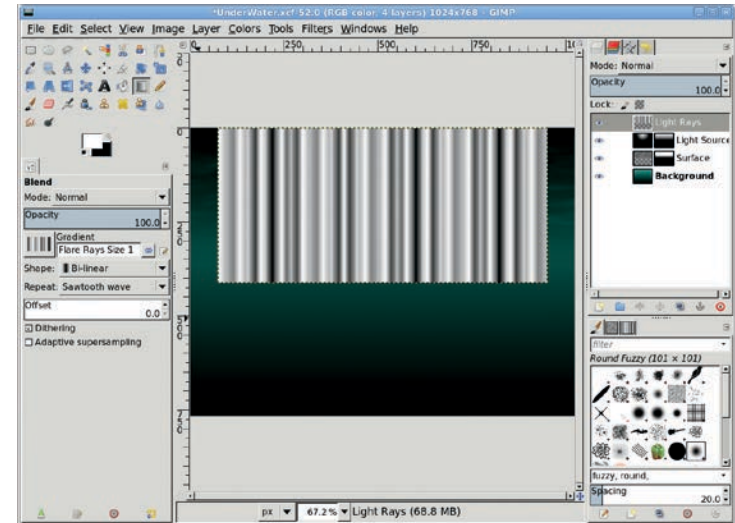 *UnderWater.xcf-52.0 (RGB color, 4 layers) 1024x768 - GIMP
File Edit Select View Image Layer Colors Tools Filters Windows Help
250 500 750
Mode: Normal
Opacity
100.0
Lock:
Light Rays
Light Source
Surface
Background
Blend
Mode: Normal
Opacity
100.0
Gradient
Flare Rays Size 1
Shape: Bi-linear
Repeat: Sawtooth wave
Offset
0.0
Dithering
Adaptive supersampling
0
250
500
750
filter
Round Fuzzy (101 × 101)
fuzzy, round,
Spacing
20.0
px 67.2% Light Rays (68.8 MB)